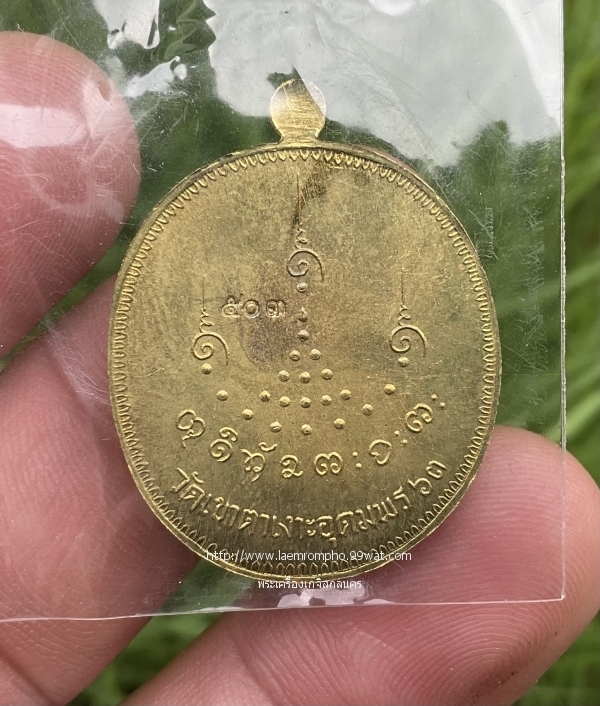 ๕๐๓
วัดเขาตาเงาะอุดมพร ๖๓
http://www.laemrompho.99wat.com
พระเครื่องเกจิสกลนคร